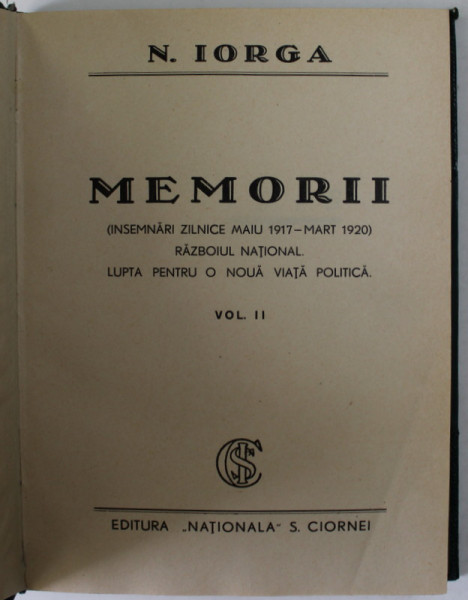 N. IORGA
MEMORII
(INSEMNĂRI ZILNICE MAIU 1917–MART 1920)
RĂZBOIUL NAȚIONAL.
LUPTA PENTRU O NOUĂ VIAȚĂ POLITICĂ.
VOL. II
EDITURA „NAȚIONALA" S. CIORNEI